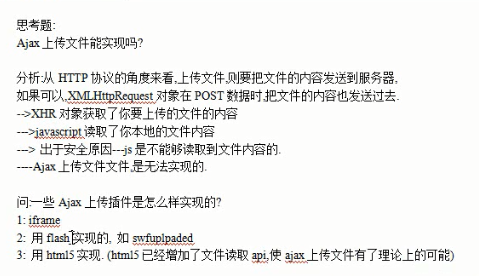 思考题:
Ajax 上传文件能实现吗?
分析:从 HTTP 协议的角度来看,上传文件,则要把文件的内容发送到服务器,
如果可以,XMLHttpRequest 对象在 POST 数据时,把文件的内容也发送过去.
-->XHR 对象获取了你要上传的文件的内容
--->javascript 读取了你本地的文件内容
---> 出于安全原因---js 是不能够读取到文件内容的.
----Ajax 上传文件文件,是无法实现的.
问:一些 Ajax 上传插件是怎么样实现的?
1: iframe
2: 用 flash 实现的, 如 swfuplpaded
3: 用 html5 实现. (html5 已经增加了文件读取 api,使 ajax 上传文件有了理论上的可能)